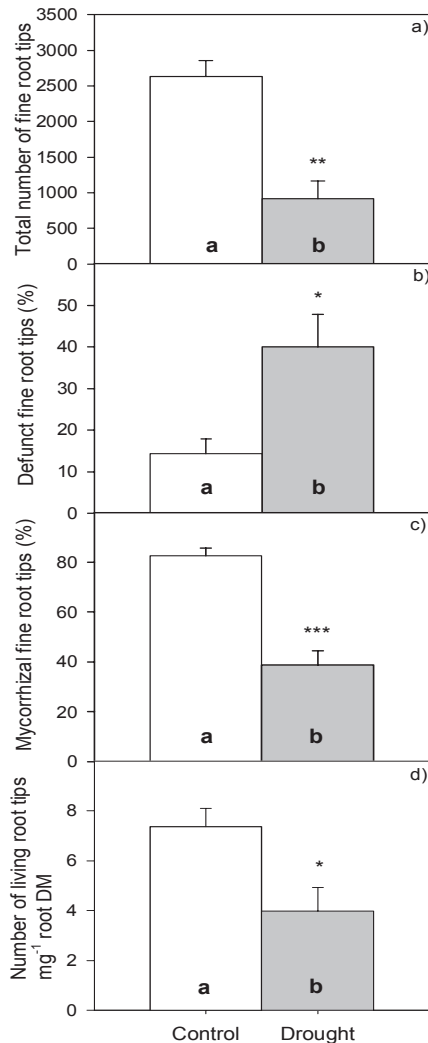 a)
Total number of fine root tips
3500
3000
2500
2000
1500
1000
500
0
**
a
b
b)
Defunct fine root tips (%)
50
40
30
20
10
0
*
a
b
c)
Mycorrhizal fine root tips (%)
80
60
40
20
0
***
a
b
d)
Number of living root tips
mg⁻¹ root DM
8
6
4
2
0
*
a
b
Control
Drought